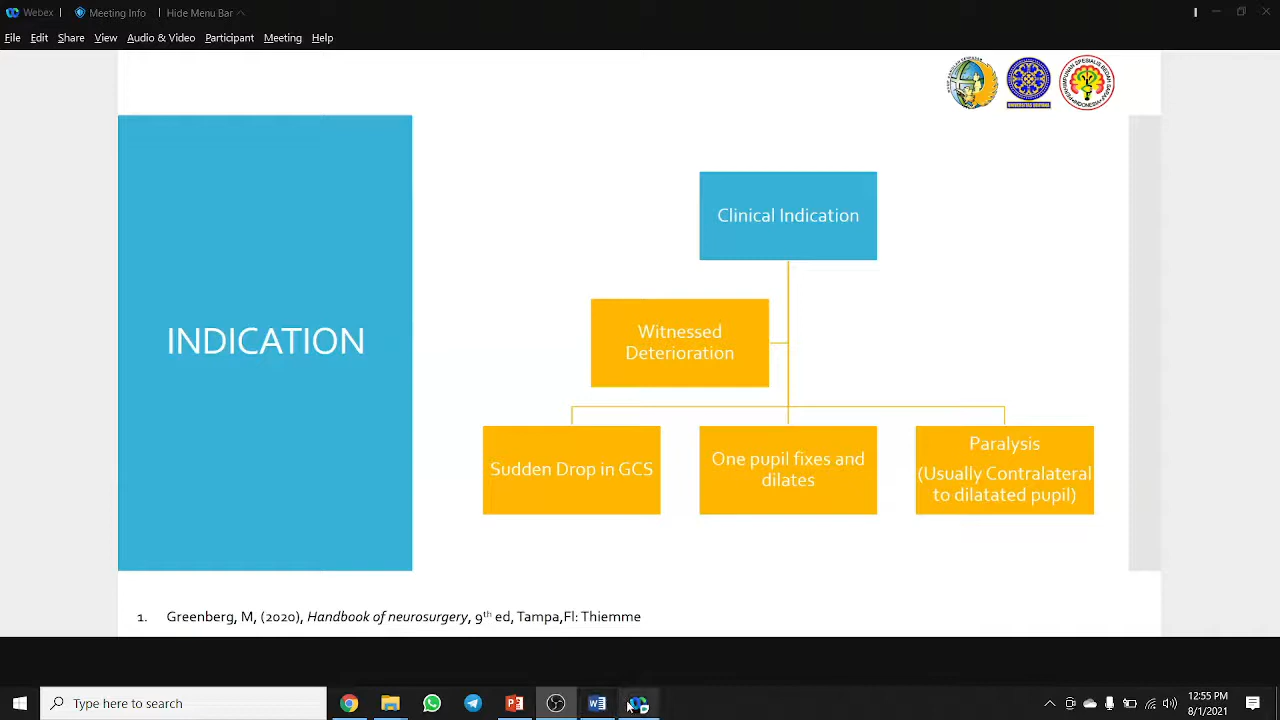 Webex
Meeting Info
Hide Menu Bar
File Edit Share View Audio & Video Participant Meeting Help
UNIVERSITAS UDAYANA
Clinical Indication
INDICATION
Witnessed
Deterioration
Sudden Drop in GCS
One pupil fixes and
dilates
Paralysis
(Usually Contralateral
to dilatated pupil)
1. Greenberg, M, (2020), Handbook of neurosurgery, 9th ed, Tampa,Fl: Thiemme
Type here to search
12:55 PM
8/1/2021